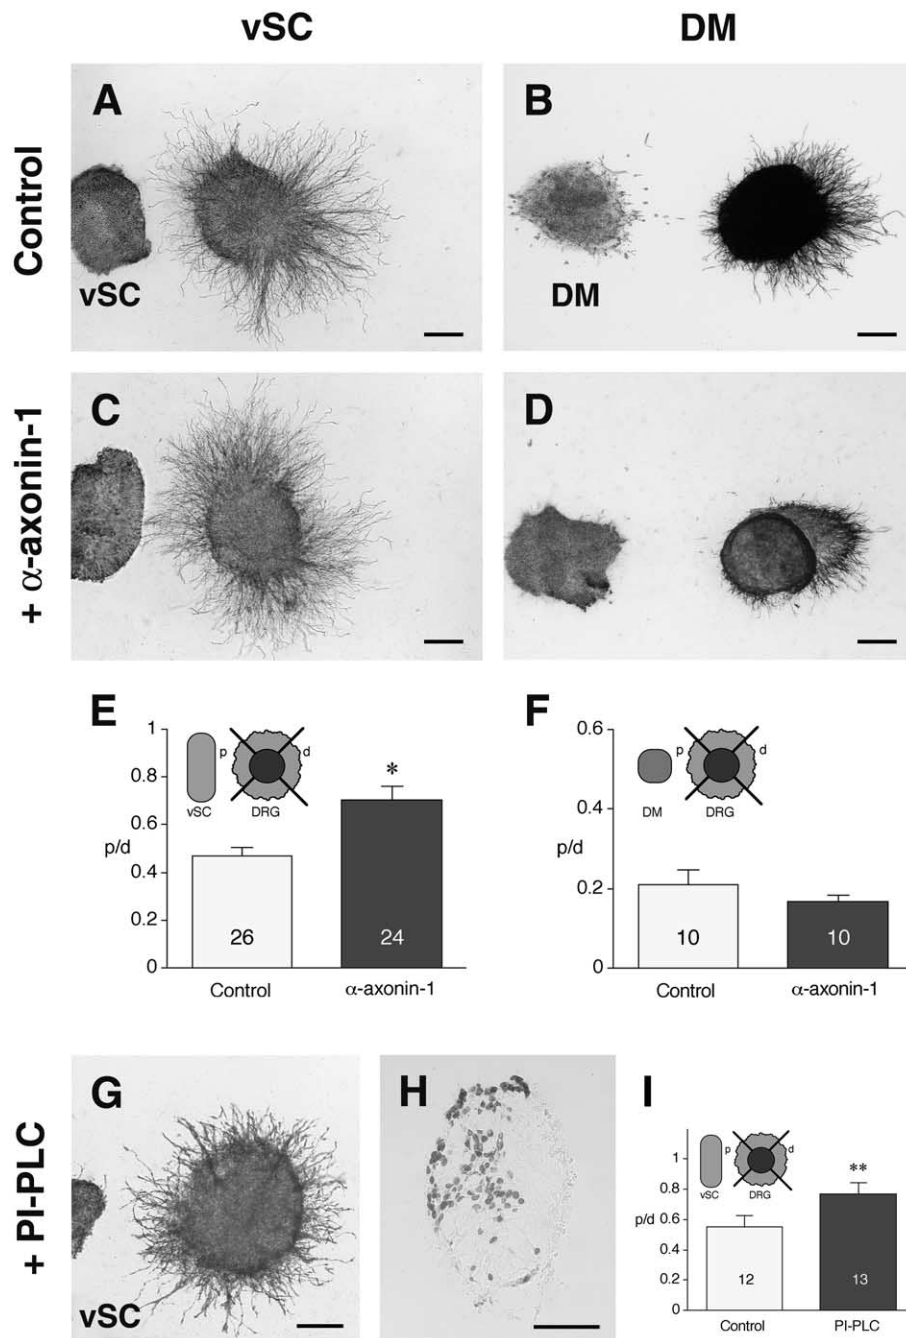 vSC DM
Control
A
vSC
B
DM
+ α-axonin-1
C
D
E
1
0.8
0.6
0.4
0.2
0
p/d
p
d
vSC
DRG
*
26
24
Control
α-axonin-1
F
0.6
0.4
0.2
0
p/d
p
d
DM
DRG
10
10
Control
α-axonin-1
+ PI-PLC
G
vSC
H
I
1
0.8
0.6
0.4
0.2
0
p/d
p
d
vSC
DRG
**
12
13
Control
PI-PLC